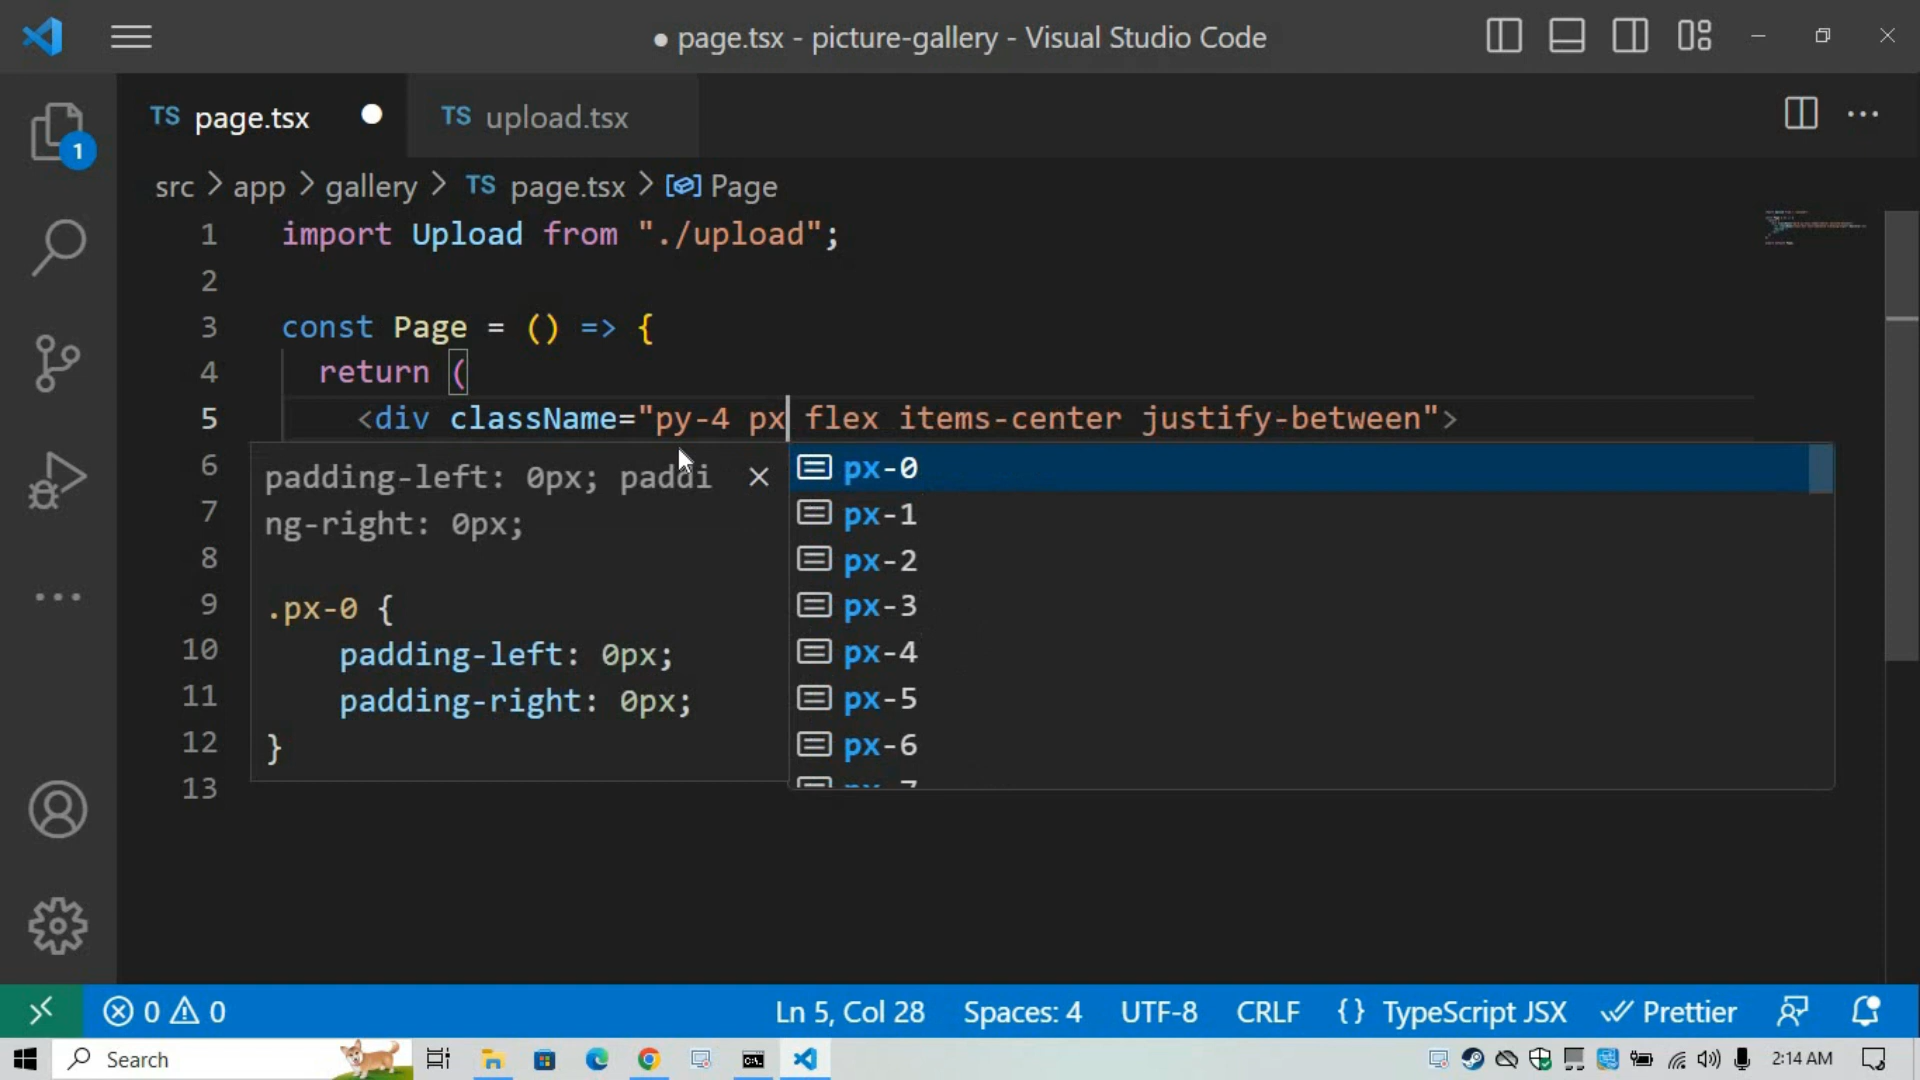 ● page.tsx - picture-gallery - Visual Studio Code
TS page.tsx ●
TS upload.tsx
1
src > app > gallery > TS page.tsx > Page
1 import Upload from "./upload";
2
3 const Page = () => {
4 return (
5 <div className="py-4 px flex items-center justify-between">
6
7
8
9
10
11
12
13
padding-left: 0px; paddi
ng-right: 0px;
.px-0 {
padding-left: 0px;
padding-right: 0px;
}
px-0
px-1
px-2
px-3
px-4
px-5
px-6
0 0 Ln 5, Col 28 Spaces: 4 UTF-8 CRLF {} TypeScript JSX Prettier
Search 2:14 AM